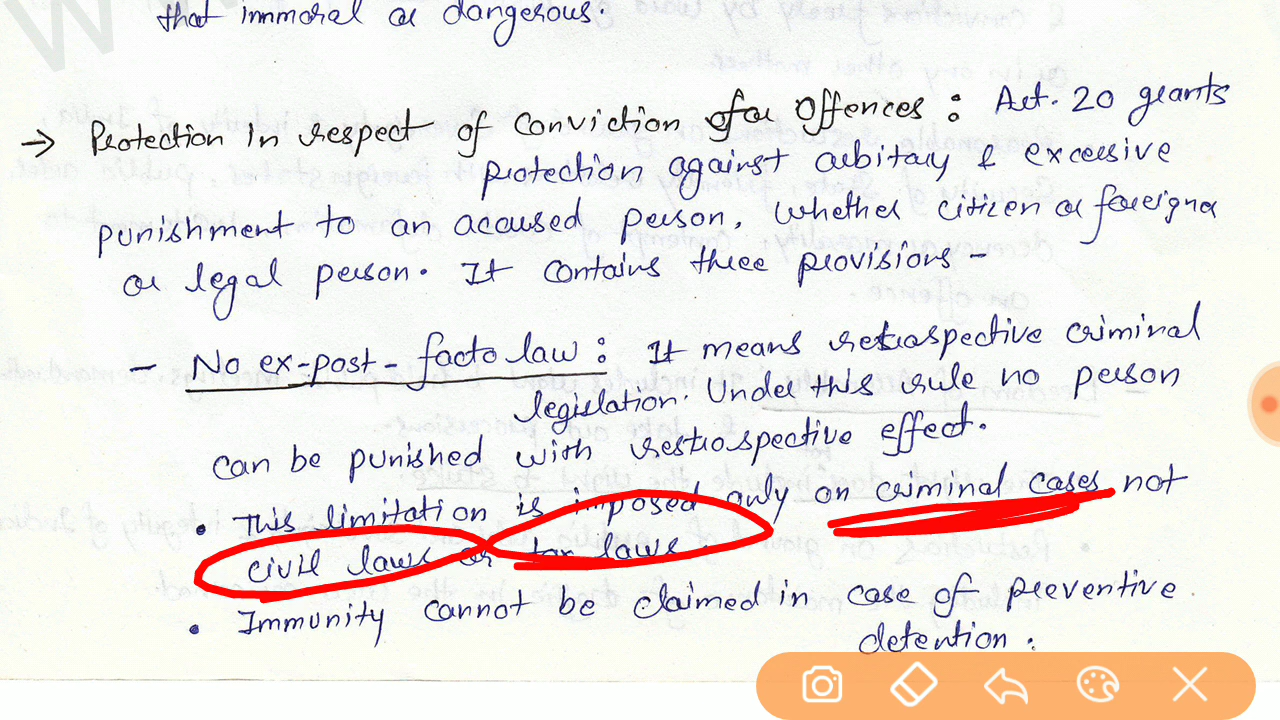 that immoral or dangerous.
→ Protection in respect of conviction for Offences : Art. 20 grants
protection against arbitary & excessive
punishment to an accused person, whether citizen or foreigner
or legal person. It contains three provisions -
- No ex-post-facto law : It means retrospective criminal
legislation. Under this rule no person
can be punished with restrospective effect.
• This limitation is imposed only on criminal cases not
civil laws or tax laws.
• Immunity cannot be claimed in case of preventive
detention.